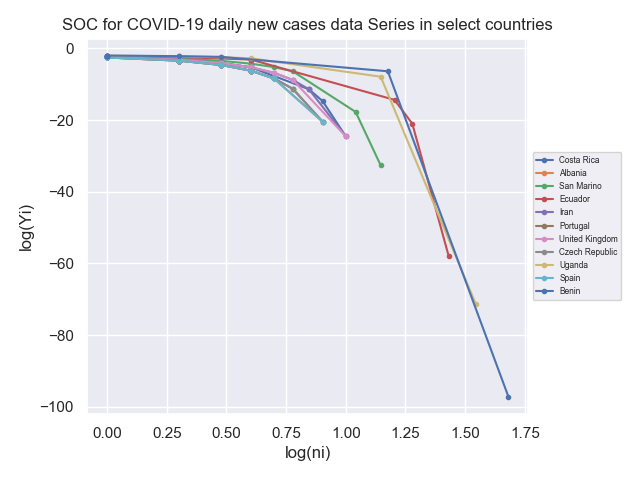 SOC for COVID-19 daily new cases data Series in select countries
log(Yi)
0
−20
−40
−60
−80
−100
0.00 0.25 0.50 0.75 1.00 1.25 1.50 1.75
log(ni)
Costa Rica
Albania
San Marino
Ecuador
Iran
Portugal
United Kingdom
Czech Republic
Uganda
Spain
Benin